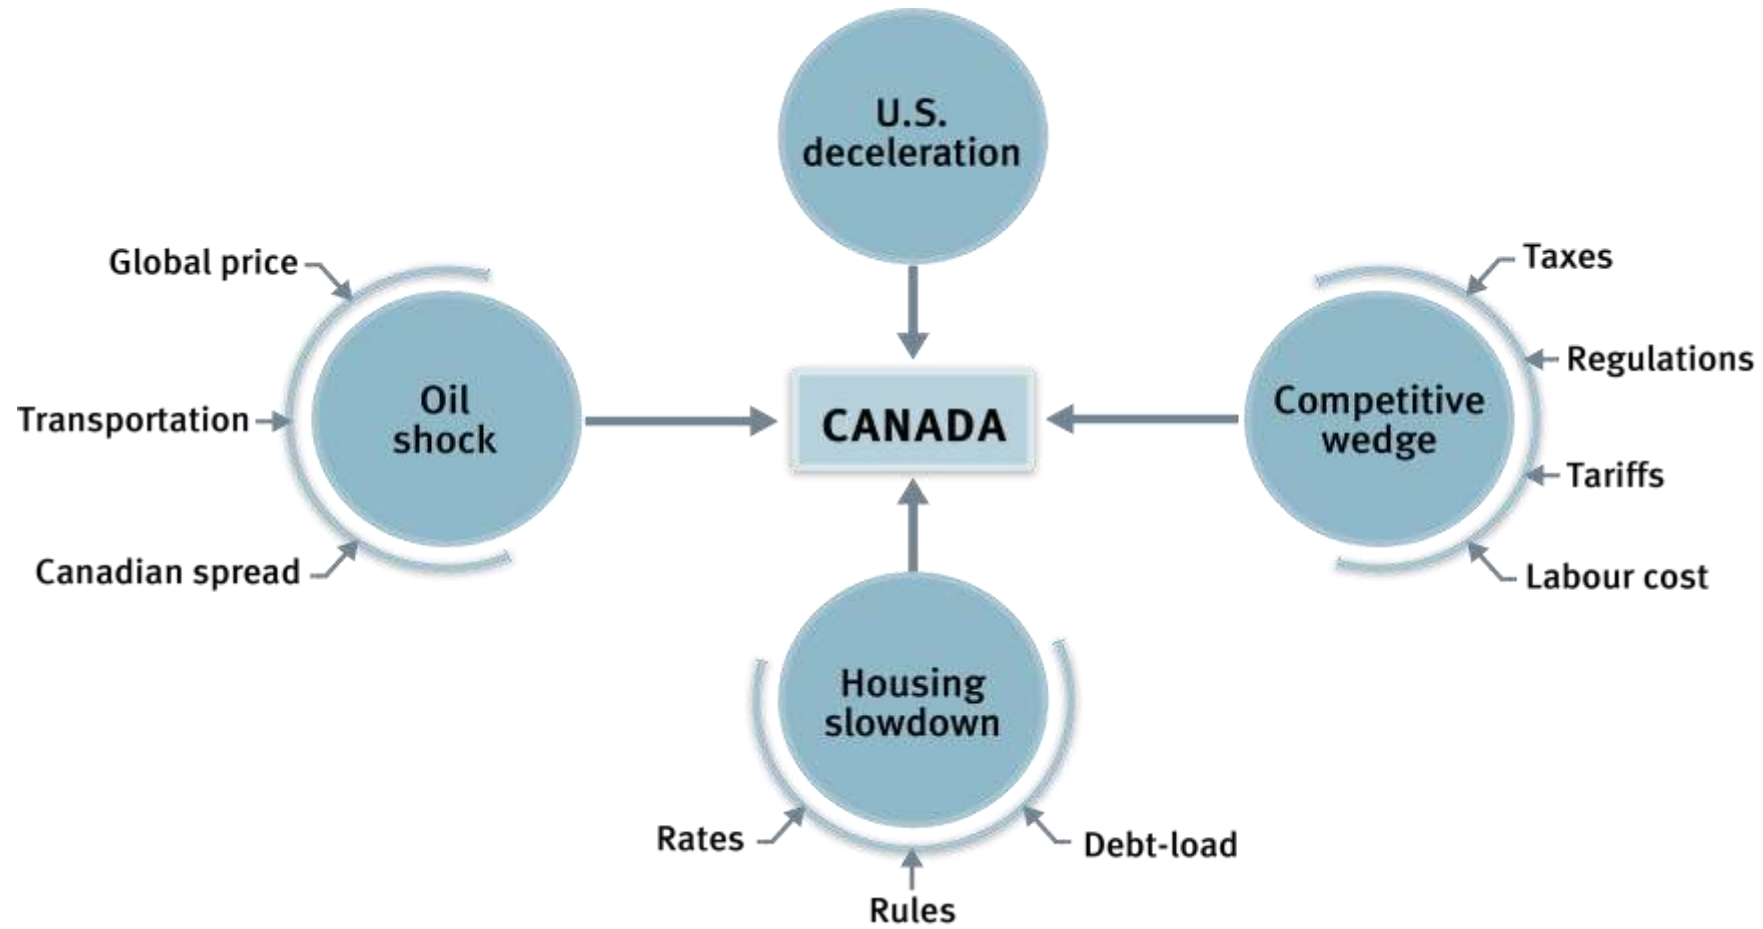 U.S.
deceleration
Global price
Transportation
Canadian spread
Oil
shock
CANADA
Competitive
wedge
Taxes
Regulations
Tariffs
Labour cost
Housing
slowdown
Rates
Rules
Debt-load